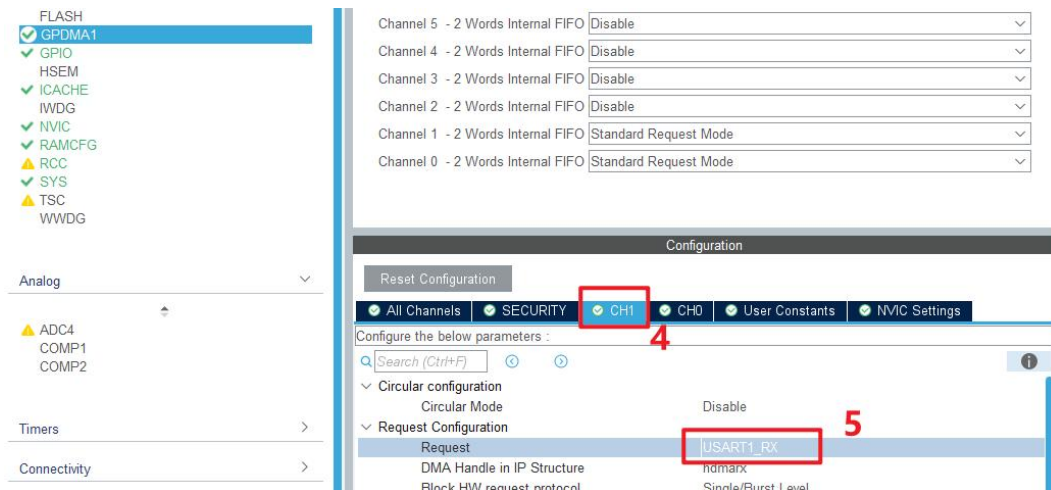 FLASH
GPDMA1
GPIO
HSEM
ICACHE
IWDG
NVIC
RAMCFG
RCC
SYS
TSC
WWDG
Analog
ADC4
COMP1
COMP2
Timers
Connectivity
Channel 5 - 2 Words Internal FIFO Disable
Channel 4 - 2 Words Internal FIFO Disable
Channel 3 - 2 Words Internal FIFO Disable
Channel 2 - 2 Words Internal FIFO Disable
Channel 1 - 2 Words Internal FIFO Standard Request Mode
Channel 0 - 2 Words Internal FIFO Standard Request Mode
Configuration
Reset Configuration
All Channels SECURITY CH1 CH0 User Constants NVIC Settings
4
Configure the below parameters :
Search (Ctrl+F)
Circular configuration
Circular Mode Disable
Request Configuration
5
Request USART1_RX
DMA Handle in IP Structure hdmarx
Block HW request protocol Single/Burst Level